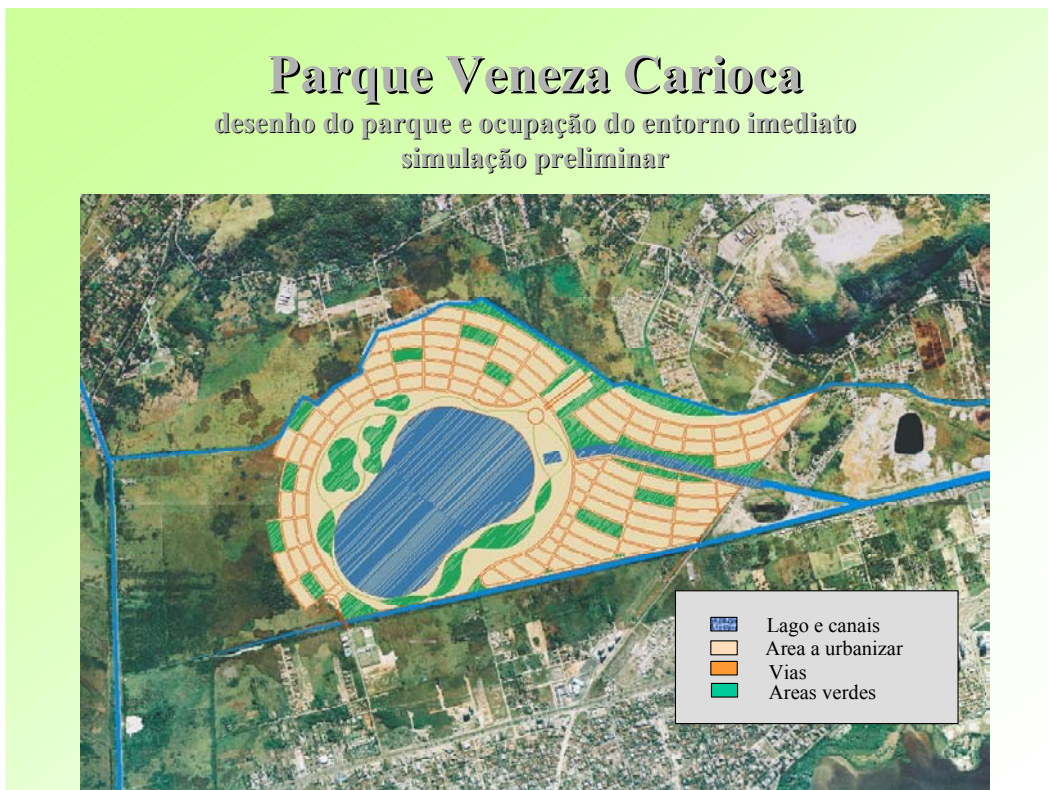 Parque Veneza Carioca
desenho do parque e ocupação do entorno imediato
simulação preliminar
Lago e canais
Area a urbanizar
Vias
Areas verdes